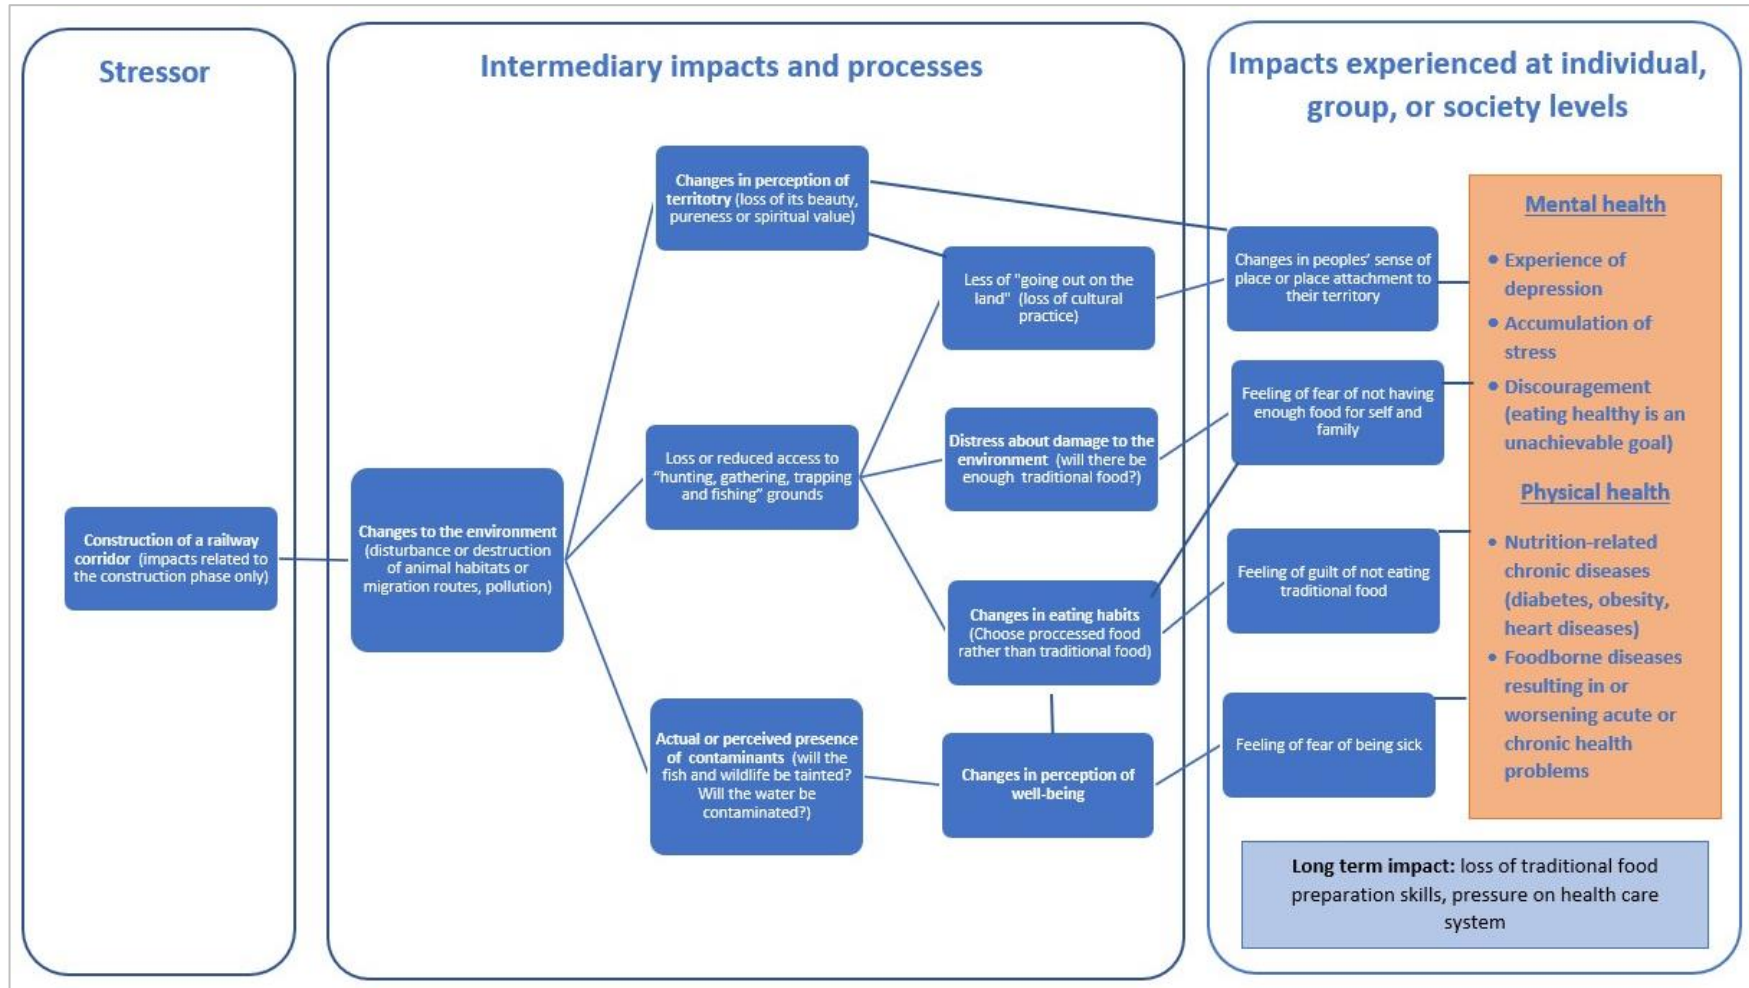 Stressor
Construction of a railway
corridor (impacts related to
the construction phase only)
Intermediary impacts and processes
Changes to the environment
(disturbance or destruction
of animal habitats or
migration routes, pollution)
Changes in perception of
territotry (loss of its beauty,
pureness or spiritual value)
Loss or reduced access to
“hunting, gathering, trapping
and fishing” grounds
Actual or perceived presence
of contaminants (will the
fish and wildlife be tainted?
Will the water be
contaminated?)
Less of "going out on the
land" (loss of cultural
practice)
Distress about damage to the
environment (will there be
enough traditional food?)
Changes in eating habits
(Choose proccessed food
rather than traditional food)
Changes in perception of
well-being
Impacts experienced at individual,
group, or society levels
Changes in peoples’ sense of
place or place attachment to
their territory
Feeling of fear of not having
enough food for self and
family
Feeling of guilt of not eating
traditional food
Feeling of fear of being sick
Mental health
• Experience of
depression
• Accumulation of
stress
• Discouragement
(eating healthy is an
unachievable goal)
Physical health
• Nutrition-related
chronic diseases
(diabetes, obesity,
heart diseases)
• Foodborne diseases
resulting in or
worsening acute or
chronic health
problems
Long term impact: loss of traditional food
preparation skills, pressure on health care
system